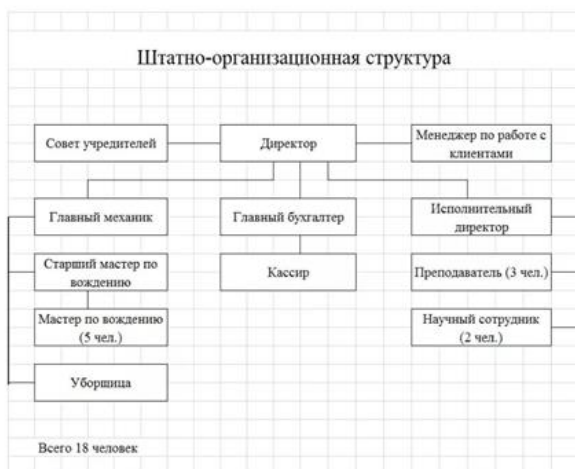 Штатно-организационная структура
Совет учредителей
Директор
Менеджер по работе с
клиентами
Главный механик
Главный бухгалтер
Исполнительный
директор
Старший мастер по
вождению
Кассир
Преподаватель (3 чел.)
Мастер по вождению
(5 чел.)
Научный сотрудник
(2 чел.)
Уборщица
Всего 18 человек